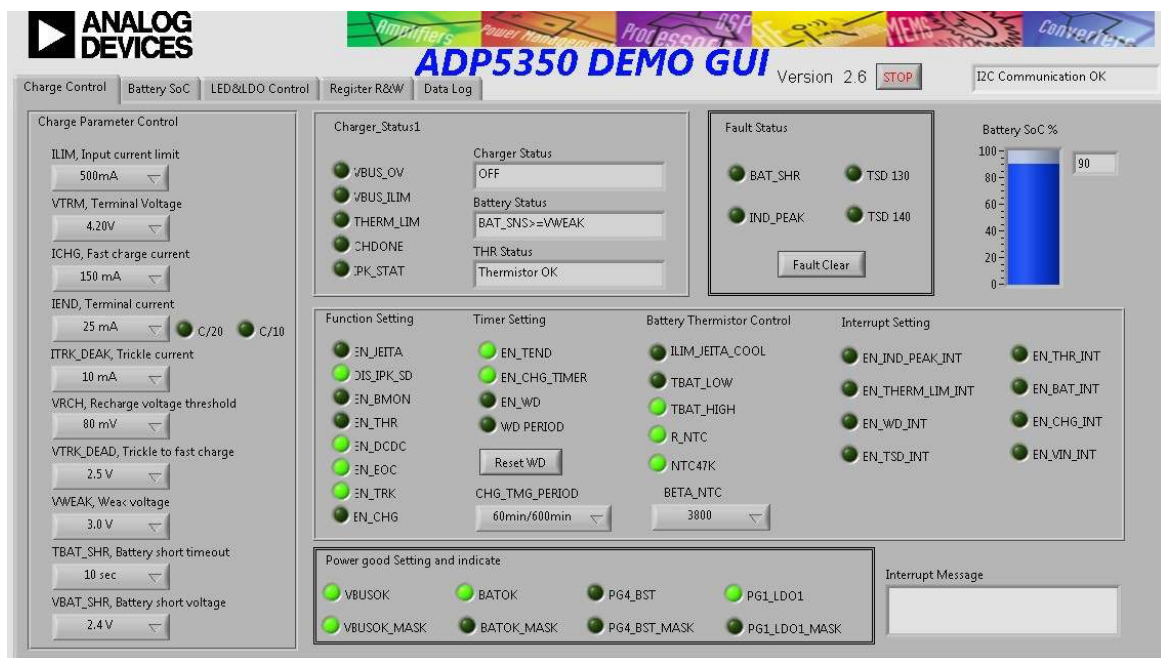 ANALOG
DEVICES
Amplifiers Power Management Processors DSP RF MEMS Converters
ADP5350 DEMO GUI Version 2.6 STOP I2C Communication OK
Charge Control Battery SoC LED&LDO Control Register R&W Data Log
Charge Parameter Control
ILIM, Input current limit
500mA
VTRM, Terminal Voltage
4.20V
ICHG, Fast charge current
150 mA
IEND, Terminal current
25 mA C/20 C/10
ITRK_DEAK, Trickle current
10 mA
VRCH, Recharge voltage threshold
80 mV
VTRK_DEAD, Trickle to fast charge
2.5 V
VWEAK, Weak voltage
3.0 V
TBAT_SHR, Battery short timeout
10 sec
VBAT_SHR, Battery short voltage
2.4 V
Charger_Status1
VBUS_OV
VBUS_ILIM
THERM_LIM
CHDONE
IPK_STAT
Charger Status
OFF
Battery Status
BAT_SNS>=VWEAK
THR Status
Thermistor OK
Fault Status
BAT_SHR TSD 130
IND_PEAK TSD 140
Fault Clear
Battery SoC %
100
80
60
40
20
0
90
Function Setting
EN_JEITA
DIS_IPK_SD
EN_BMON
EN_THR
EN_DCDC
EN_EOC
EN_TRK
EN_CHG
Timer Setting
EN_TEND
EN_CHG_TIMER
EN_WD
WD PERIOD
Reset WD
CHG_TMG_PERIOD
60min/600min
Battery Thermistor Control
ILIM_JEITA_COOL
TBAT_LOW
TBAT_HIGH
R_NTC
NTC47K
BETA_NTC
3800
Interrupt Setting
EN_IND_PEAK_INT EN_THR_INT
EN_THERM_LIM_INT EN_BAT_INT
EN_WD_INT EN_CHG_INT
EN_TSD_INT EN_VIN_INT
Power good Setting and indicate
VBUSOK BATOK PG4_BST PG1_LDO1
VBUSOK_MASK BATOK_MASK PG4_BST_MASK PG1_LDO1_MASK
Interrupt Message